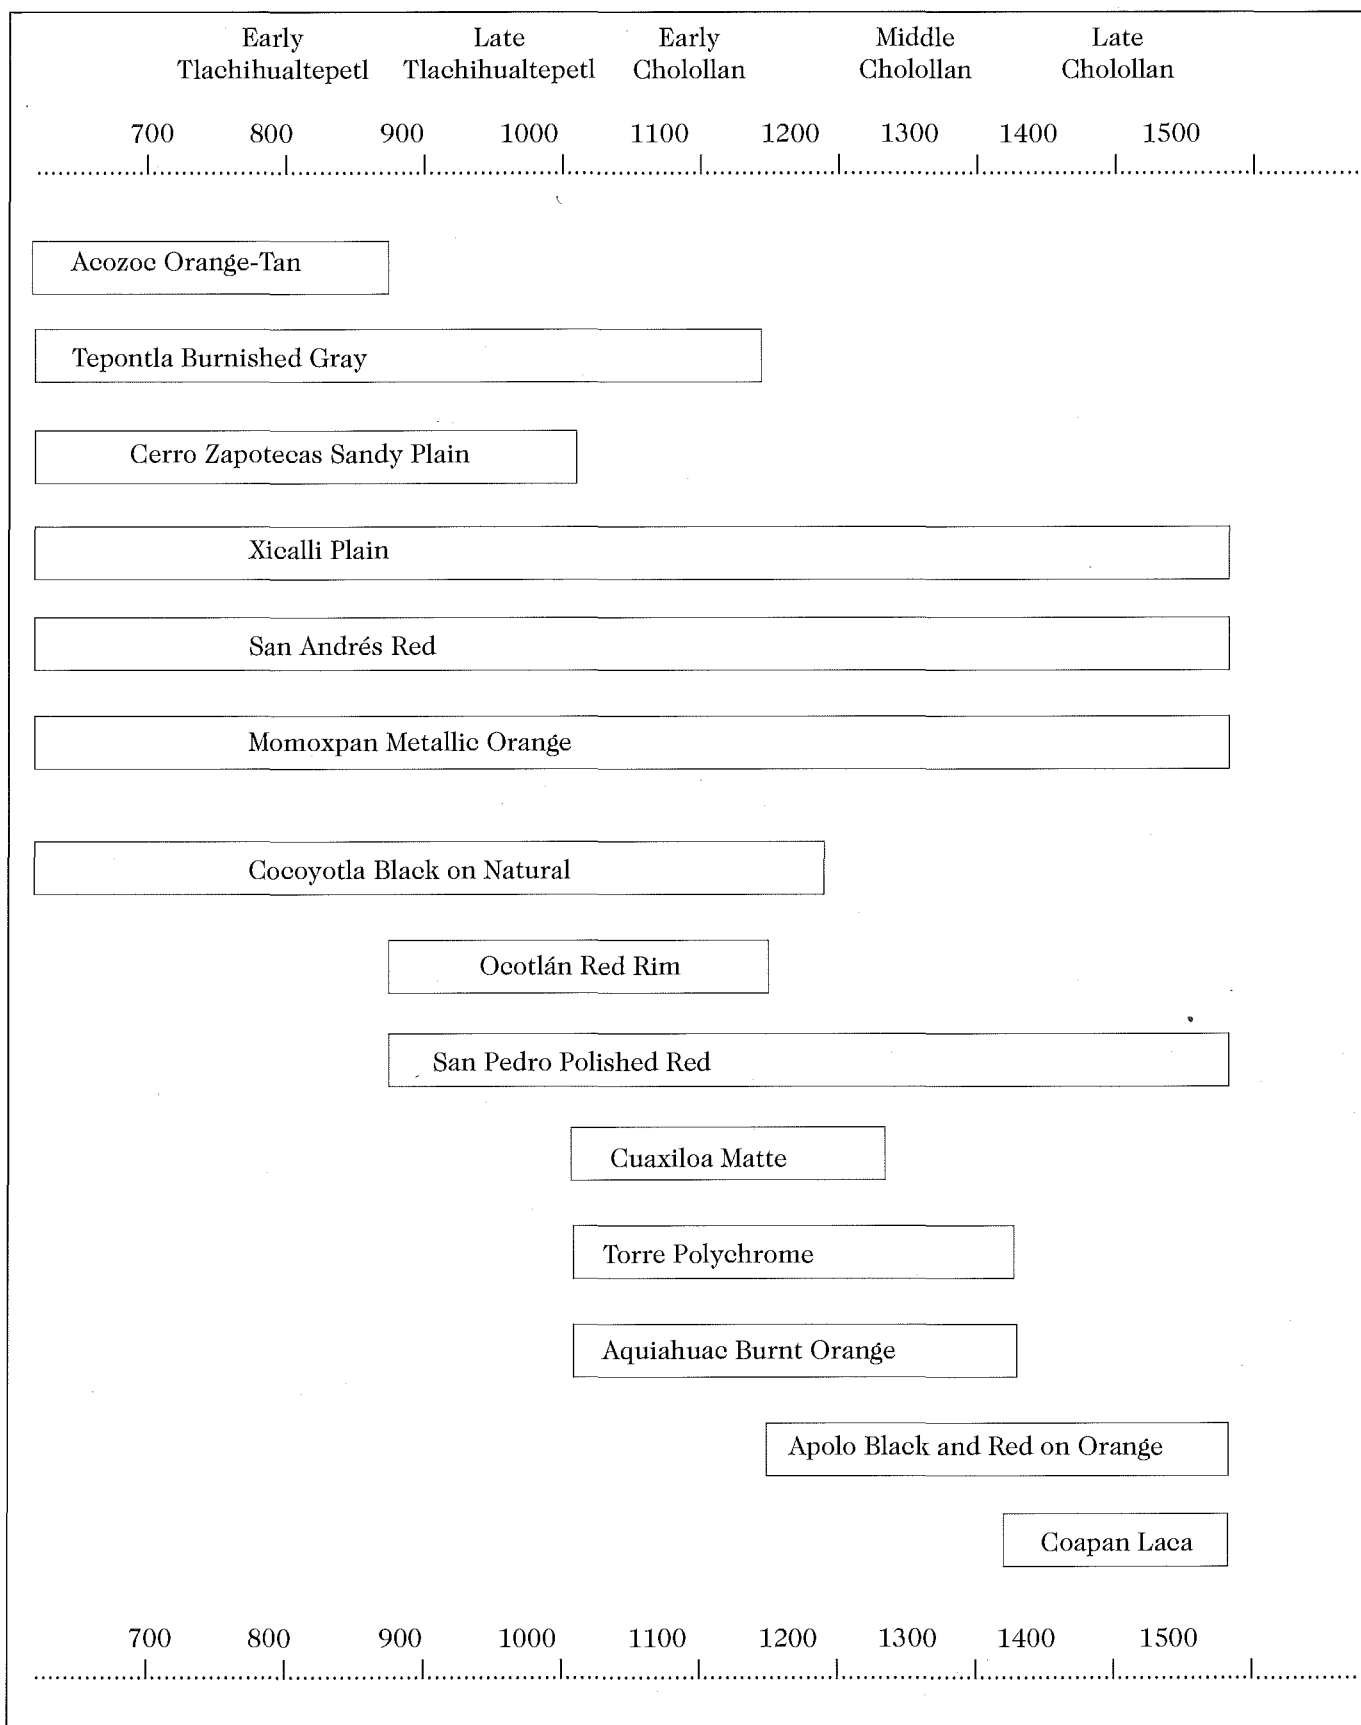 Early Late Early Middle Late
Tlachihualtepetl Tlachihualtepetl Cholollan Cholollan Cholollan
700 800 900 1000 1100 1200 1300 1400 1500
Acozoc Orange-Tan
Tepontla Burnished Gray
Cerro Zapotecas Sandy Plain
Xicalli Plain
San Andrés Red
Momoxpan Metallic Orange
Cocoyotla Black on Natural
Ocotlán Red Rim
San Pedro Polished Red
Cuaxiloa Matte
Torre Polychrome
Aquiahuac Burnt Orange
Apolo Black and Red on Orange
Coapan Laca
700 800 900 1000 1100 1200 1300 1400 1500